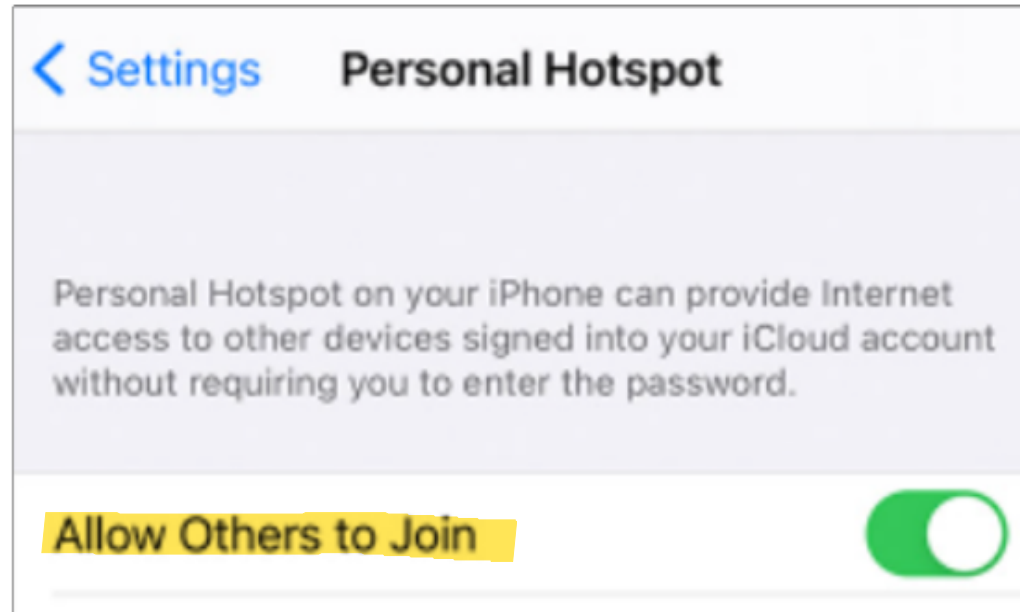 Settings Personal Hotspot
Personal Hotspot on your iPhone can provide Internet
access to other devices signed into your iCloud account
without requiring you to enter the password.
Allow Others to Join